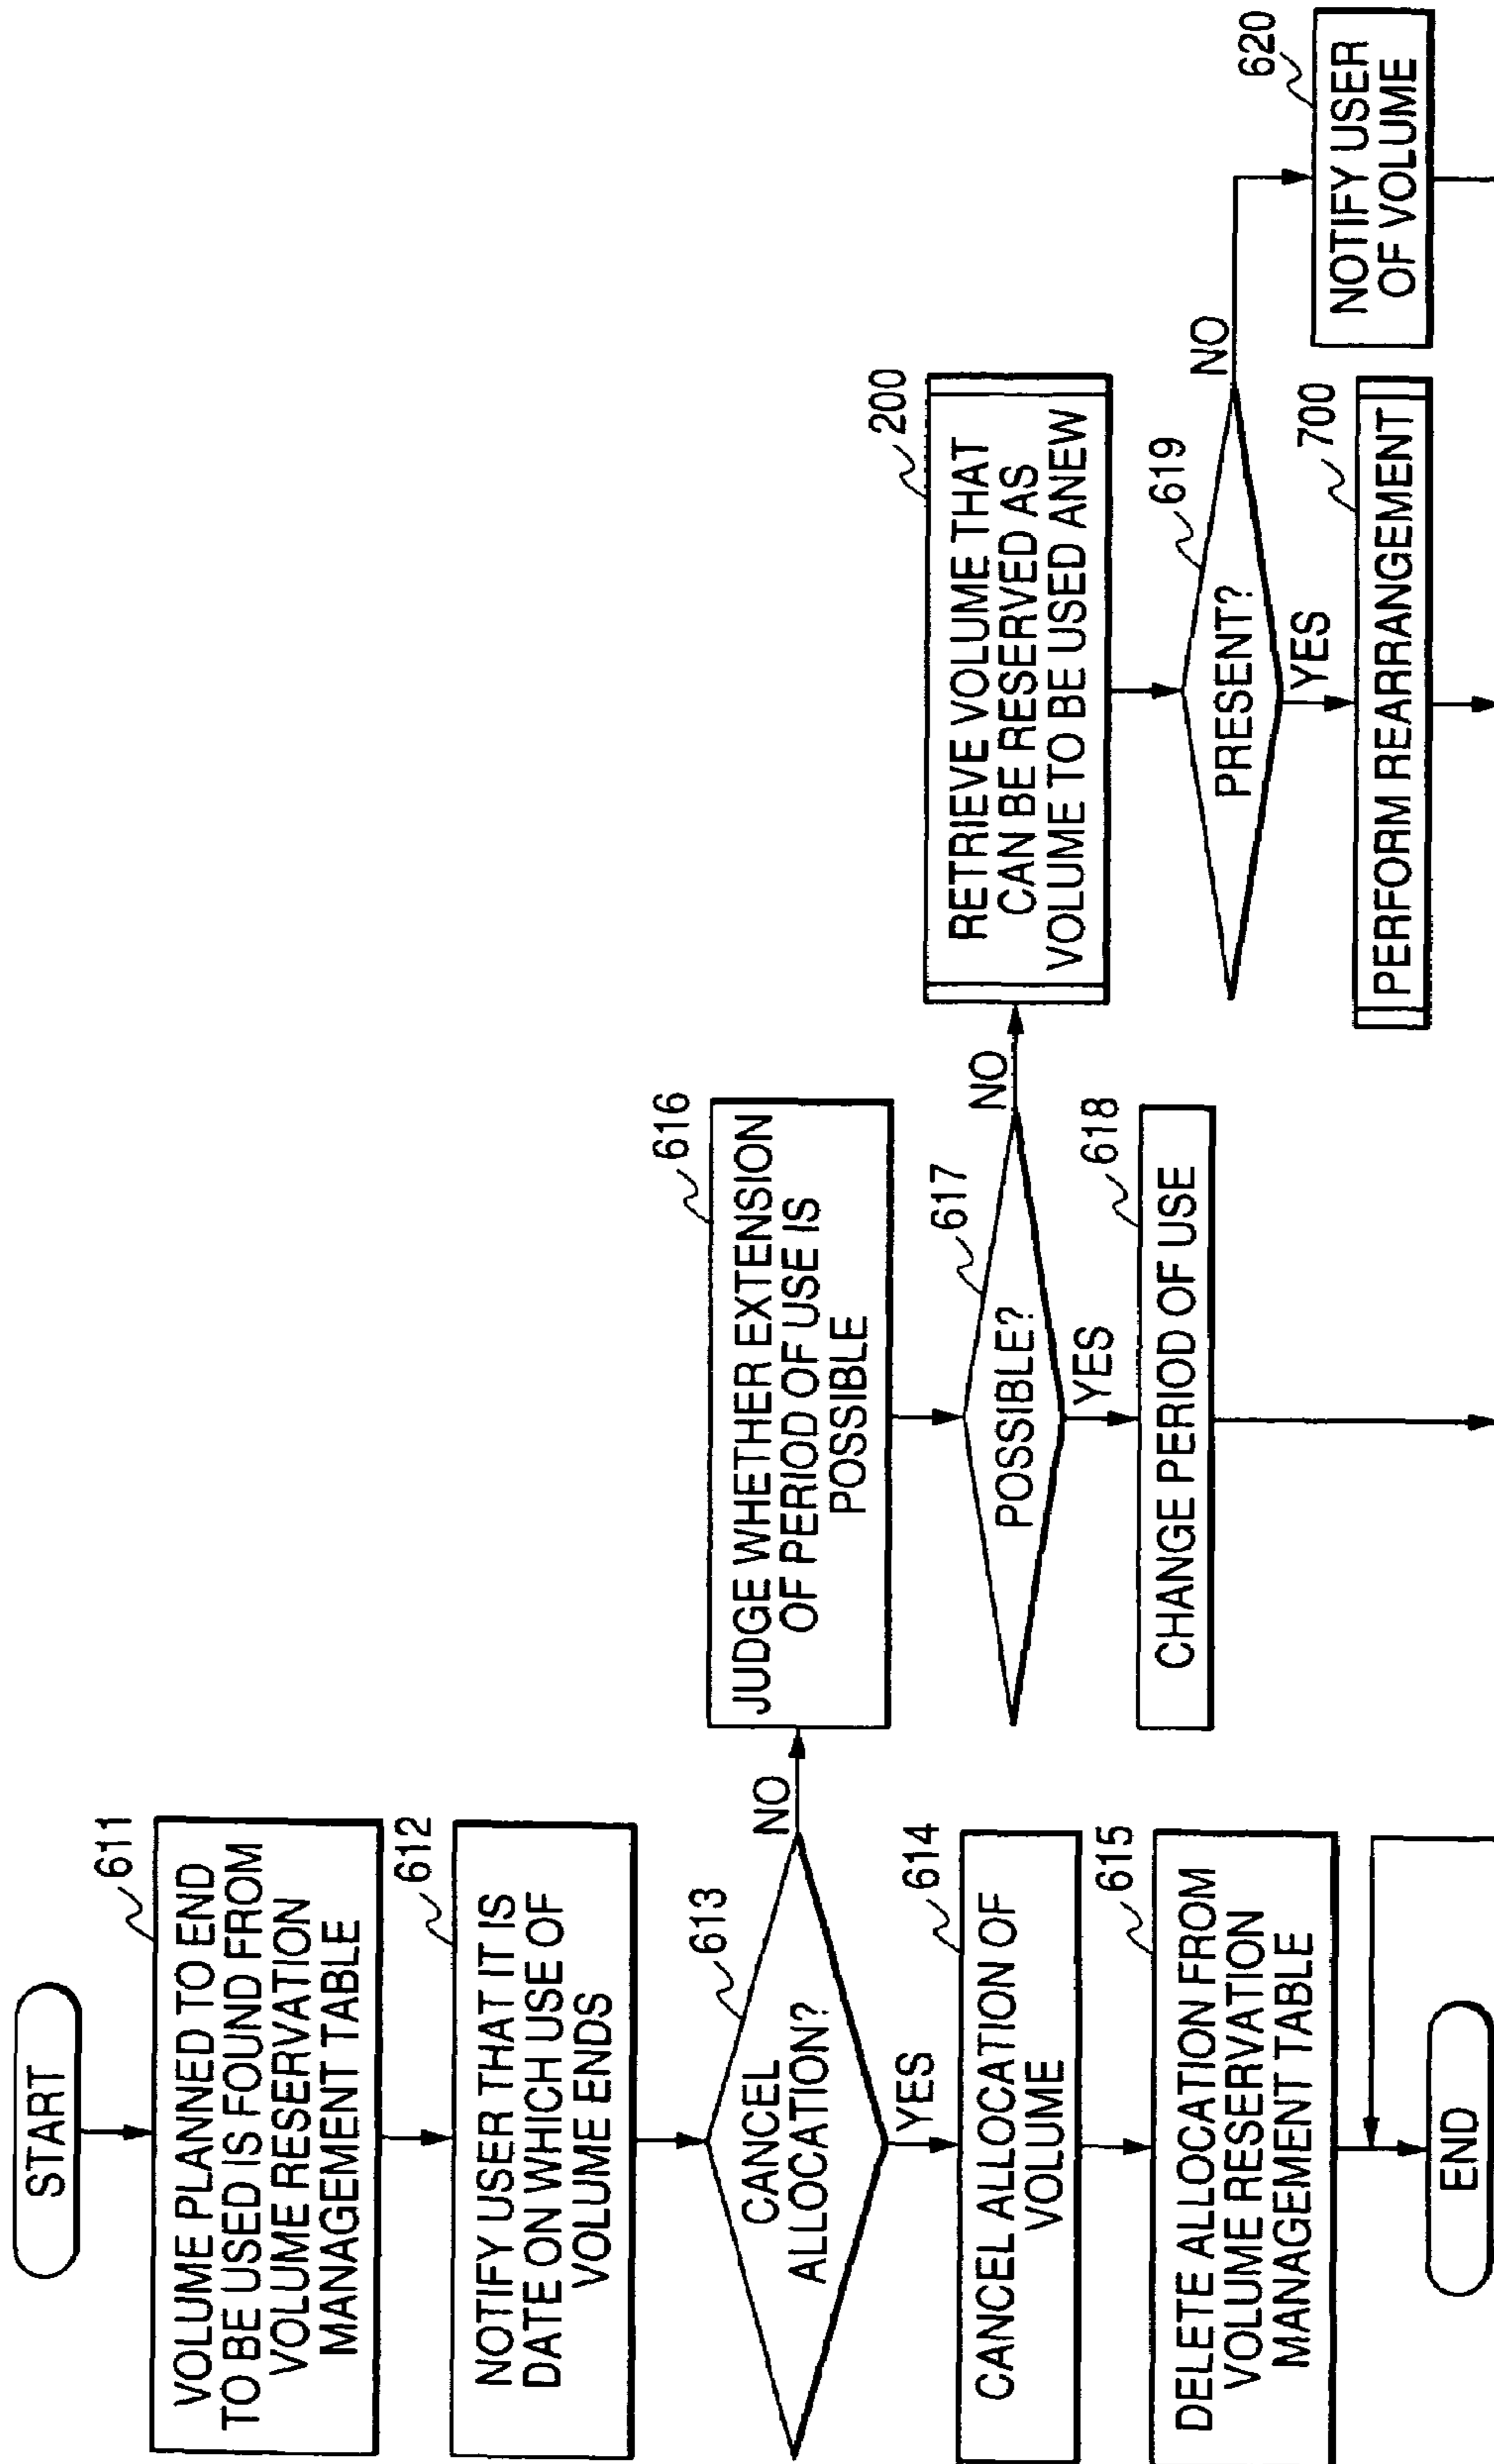 START
611
VOLUME PLANNED TO END
TO BE USED IS FOUND FROM
VOLUME RESERVATION
MANAGEMENT TABLE
612
NOTIFY USER THAT IT IS
DATE ON WHICH USE OF
VOLUME ENDS
613
CANCEL
ALLOCATION?
NO
YES
614
CANCEL ALLOCATION OF
VOLUME
615
DELETE ALLOCATION FROM
VOLUME RESERVATION
MANAGEMENT TABLE
END
616
JUDGE WHETHER EXTENSION
OF PERIOD OF USE IS
POSSIBLE
617
POSSIBLE?
NO
YES
618
CHANGE PERIOD OF USE
200
RETRIEVE VOLUME THAT
CAN BE RESERVED AS
VOLUME TO BE USED ANEW
619
PRESENT?
NO
YES
700
PERFORM REARRANGEMENT
620
NOTIFY USER
OF VOLUME